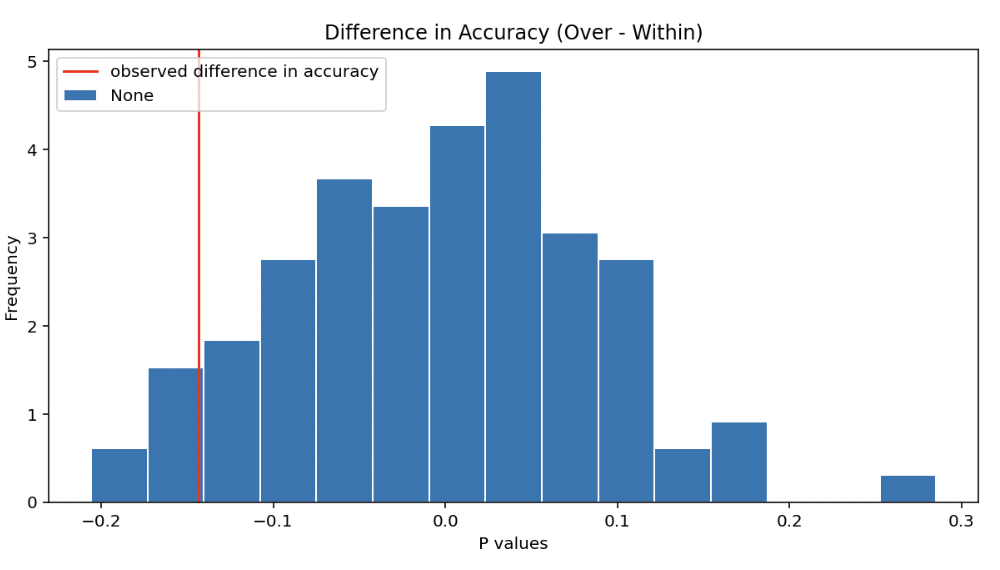 Difference in Accuracy (Over - Within)
observed difference in accuracy
None
Frequency
5
4
3
2
1
0
−0.2 −0.1 0.0 0.1 0.2 0.3
P values